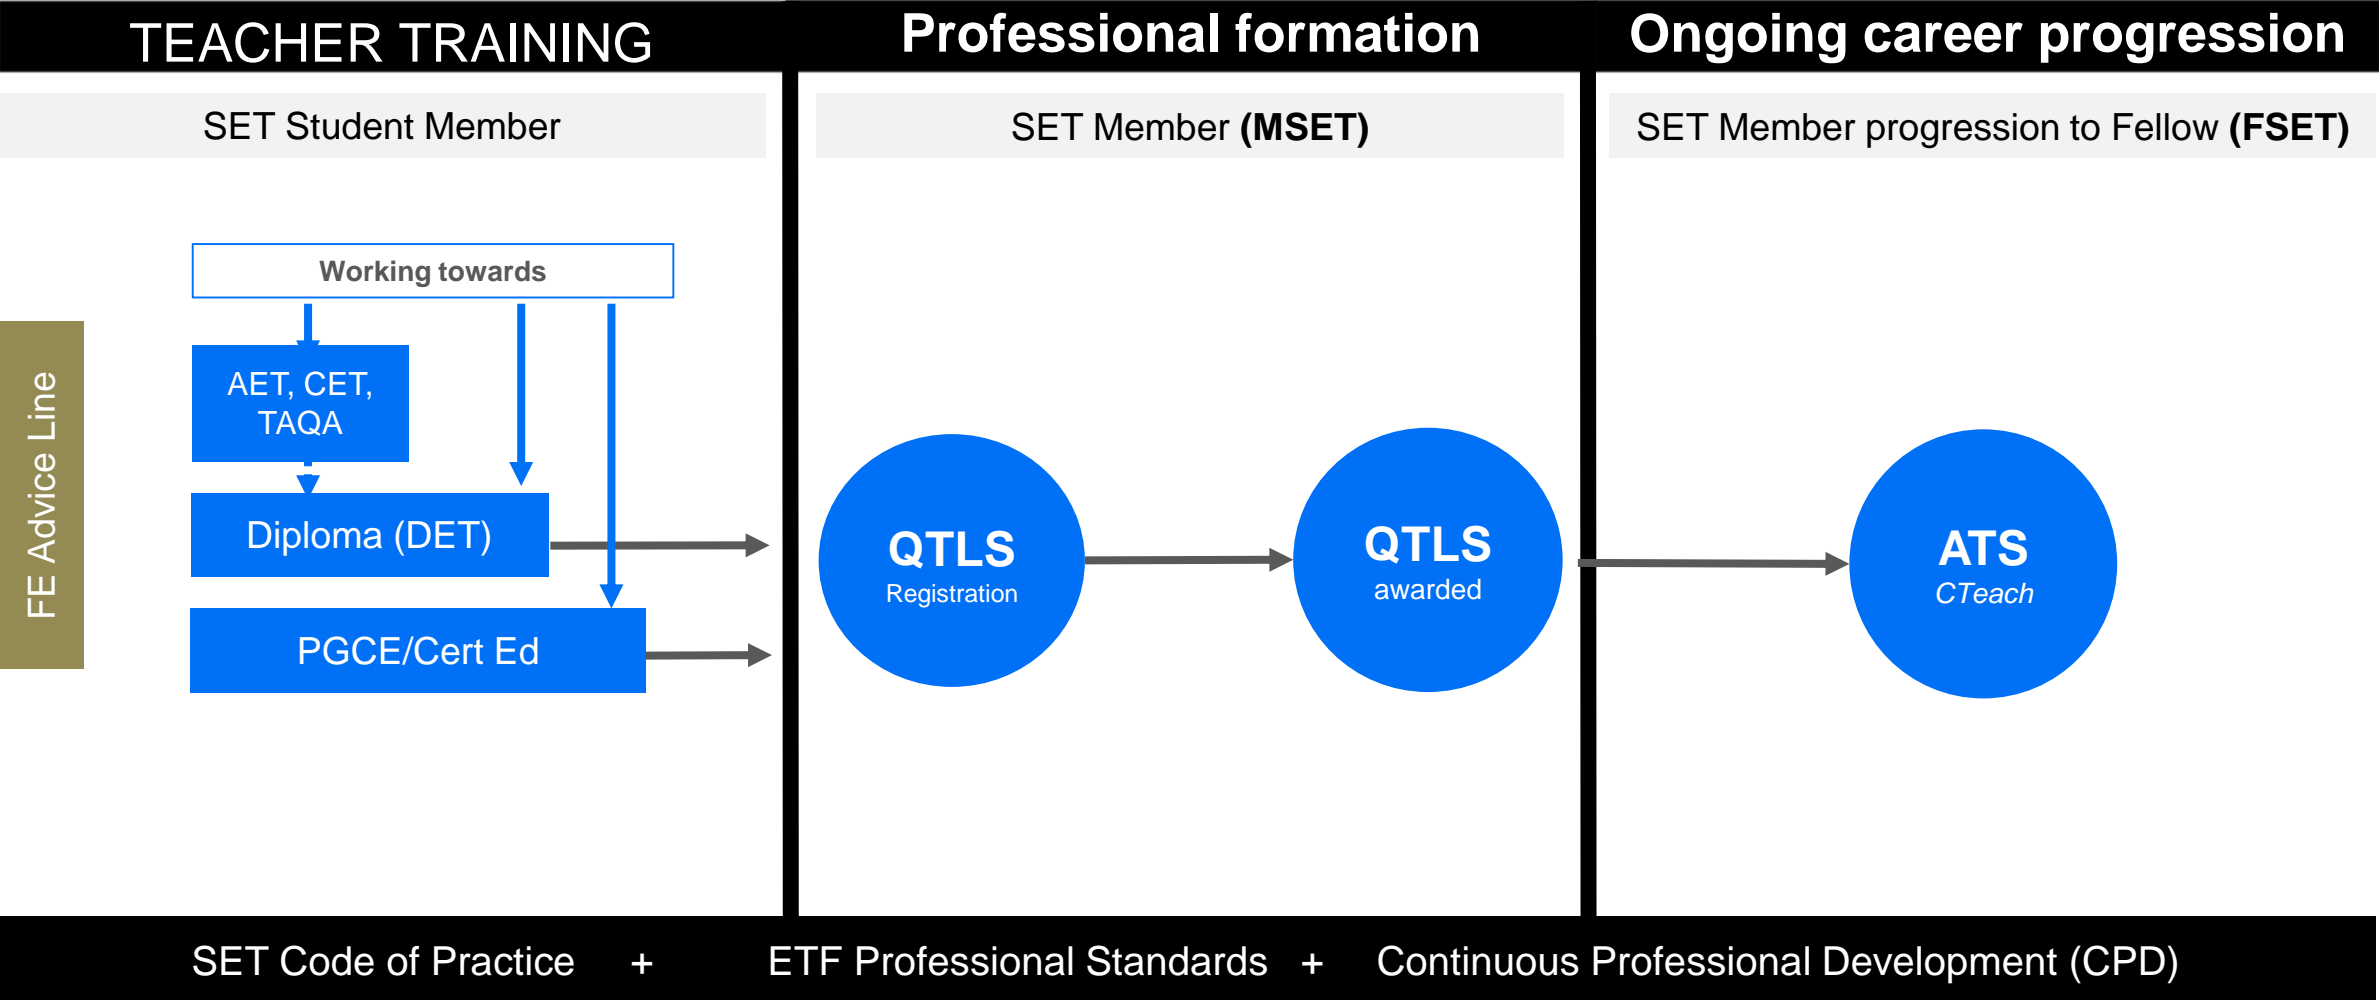 TEACHER TRAINING
Professional formation
Ongoing career progression
SET Student Member
SET Member (MSET)
SET Member progression to Fellow (FSET)
FE Advice Line
Working towards
AET, CET,
TAQA
Diploma (DET)
PGCE/Cert Ed
QTLS
Registration
QTLS
awarded
ATS
CTeach
SET Code of Practice + ETF Professional Standards + Continuous Professional Development (CPD)